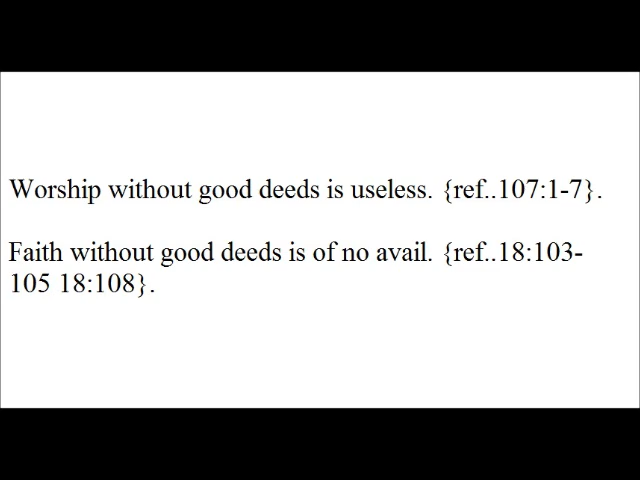 Worship without good deeds is useless. {ref..107:1-7}.
Faith without good deeds is of no avail. {ref..18:103-
105 18:108}.